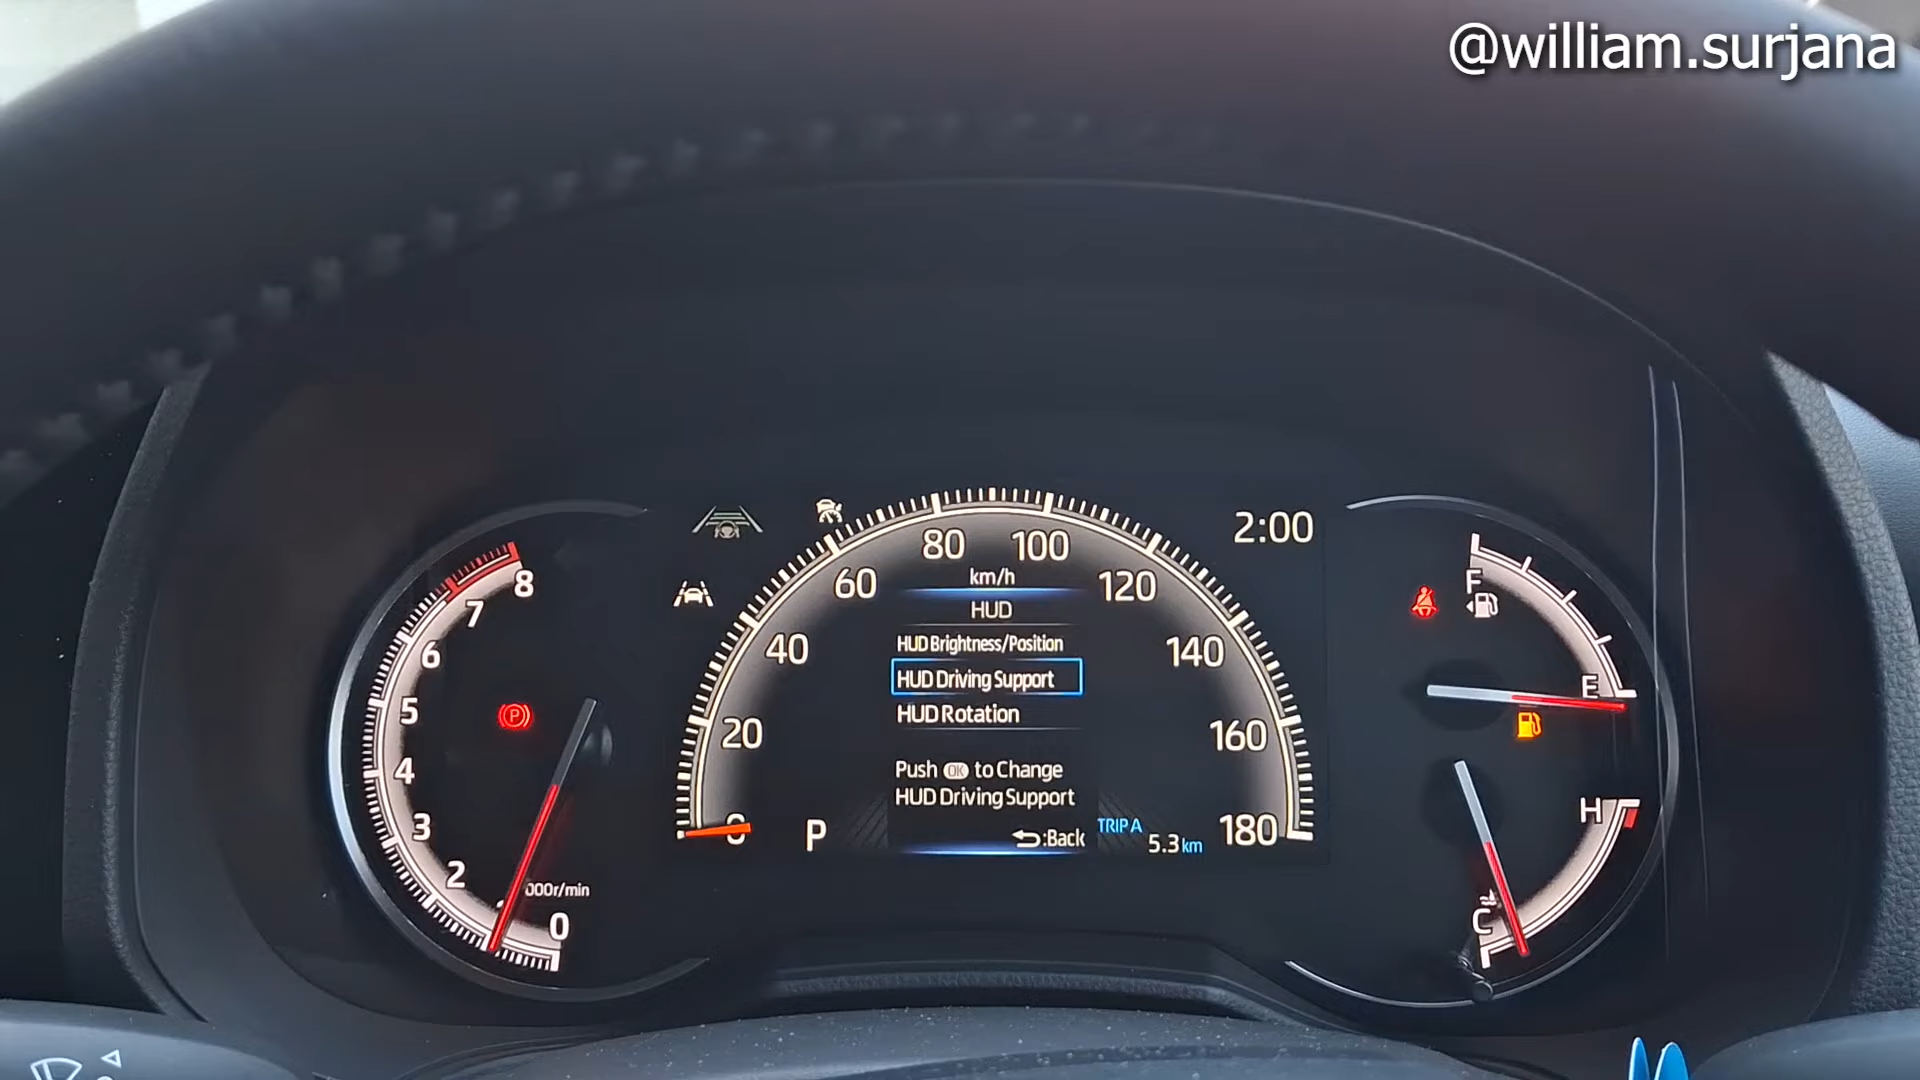 @william.surjana
2:00
80
100
60
120
km/h
HUD
40
140
HUD Brightness/Position
HUD Driving Support
HUD Rotation
20
160
Push OK to Change
HUD Driving Support
:Back
0
P
TRIP A
5.3 km
180
8
7
6
5
4
3
2
000r/min
0
F
E
H
C